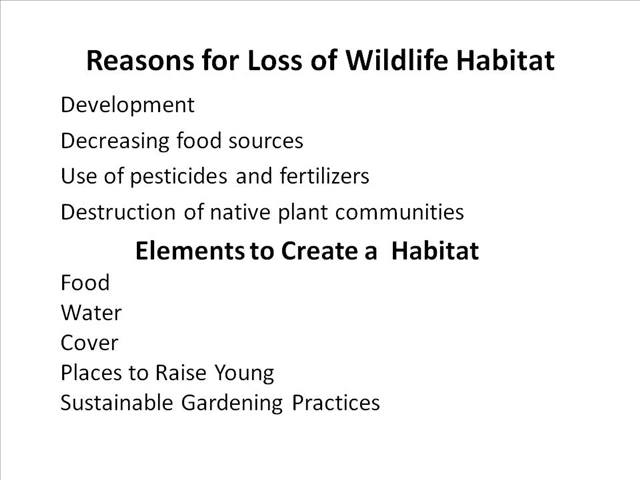 Reasons for Loss of Wildlife Habitat
Development
Decreasing food sources
Use of pesticides and fertilizers
Destruction of native plant communities
Elements to Create a Habitat
Food
Water
Cover
Places to Raise Young
Sustainable Gardening Practices